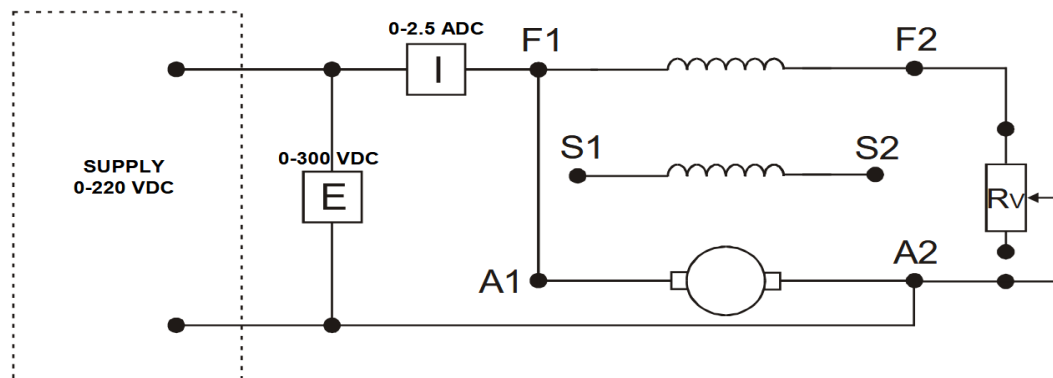 0-2.5 ADC
F1
F2
I
SUPPLY
0-220 VDC
0-300 VDC
E
S1
S2
RV
A1
A2